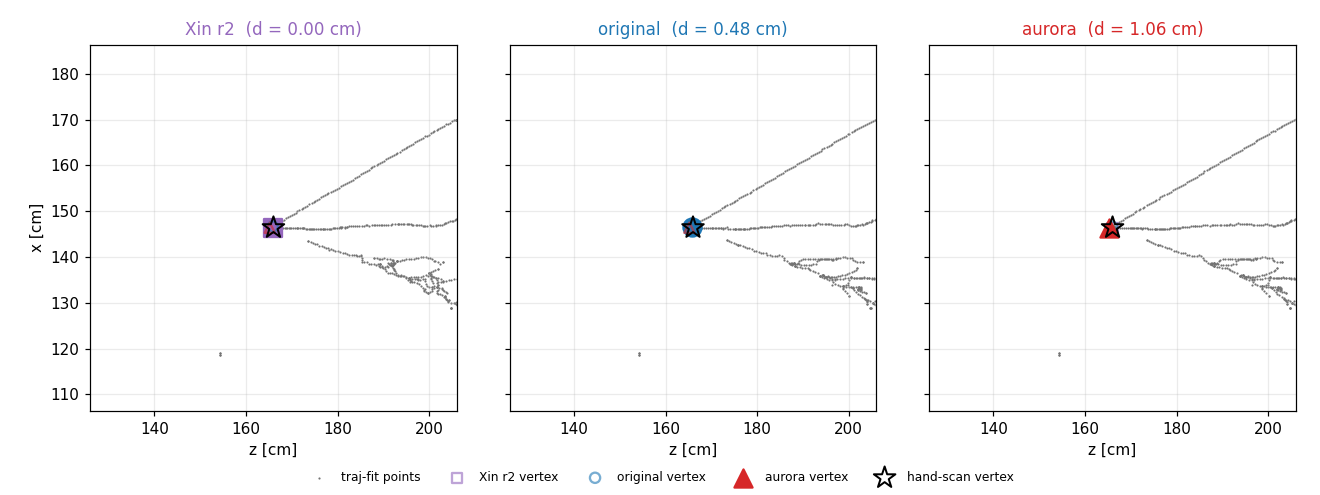 Xin r2  (d = 0.00 cm)
original  (d = 0.48 cm)
aurora  (d = 1.06 cm)
180
170
160
150
140
130
120
110
x [cm]
140 160 180 200
140 160 180 200
140 160 180 200
z [cm]
z [cm]
z [cm]
traj-fit points
Xin r2 vertex
original vertex
aurora vertex
hand-scan vertex